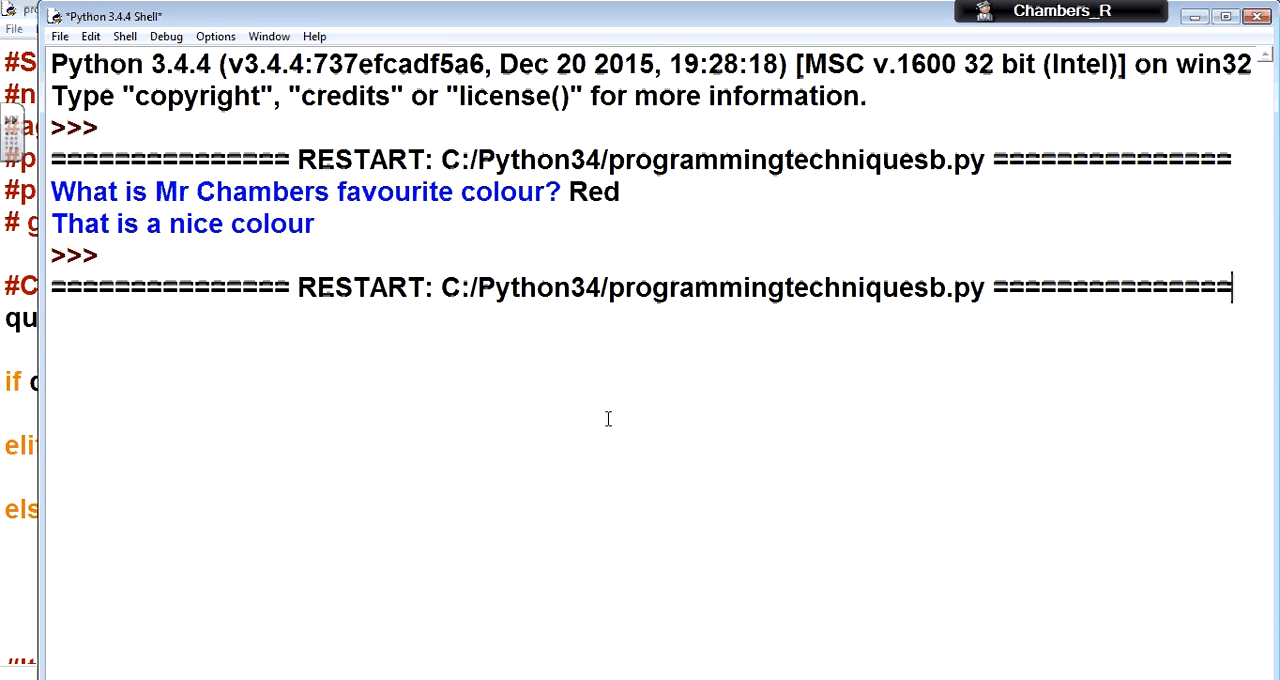 *Python 3.4.4 Shell*
Chambers_R
File
File Edit Shell Debug Options Window Help
Python 3.4.4 (v3.4.4:737efcadf5a6, Dec 20 2015, 19:28:18) [MSC v.1600 32 bit (Intel)] on win32
Type "copyright", "credits" or "license()" for more information.
>>>
=============== RESTART: C:/Python34/programmingtechniquesb.py ===============
What is Mr Chambers favourite colour? Red
That is a nice colour
>>>
=============== RESTART: C:/Python34/programmingtechniquesb.py ===============
if